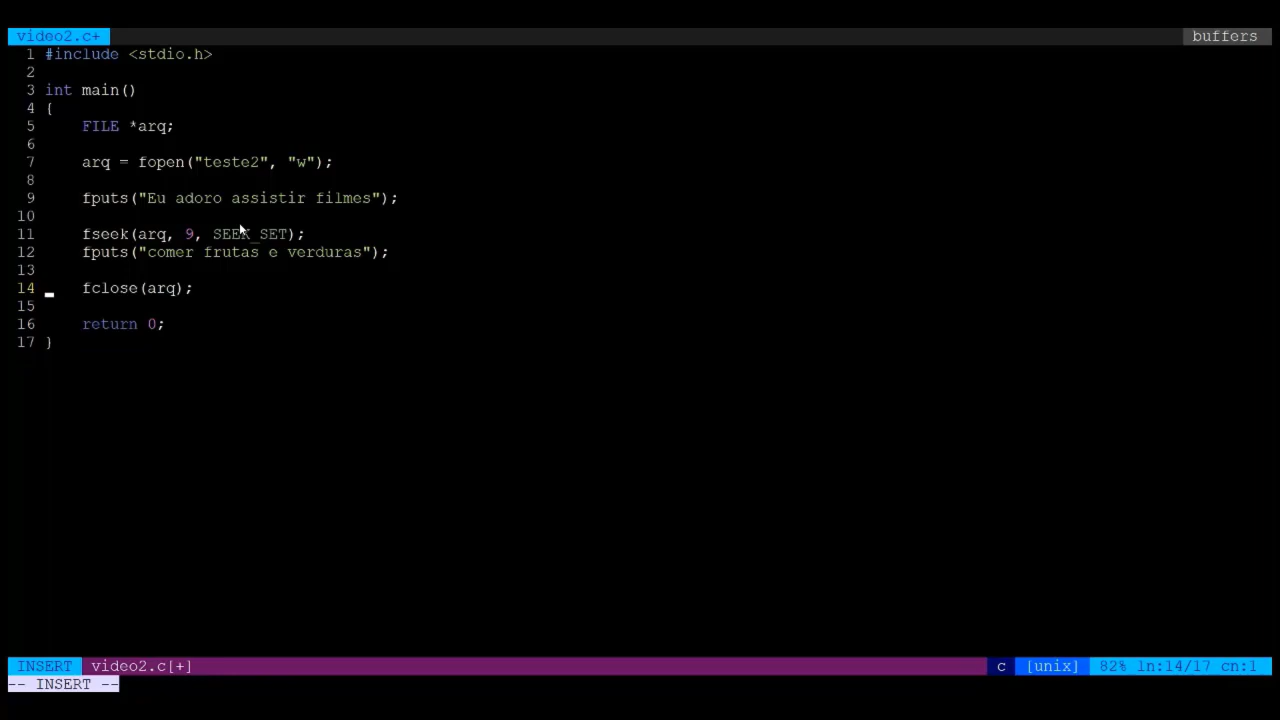 video2.c+ buffers
1 #include <stdio.h>
2
3 int main()
4 {
5     FILE *arq;
6
7     arq = fopen("teste2", "w");
8
9     fputs("Eu adoro assistir filmes");
10
11     fseek(arq, 9, SEEK_SET);
12     fputs("comer frutas e verduras");
13
14     fclose(arq);
15
16     return 0;
17 }
INSERT video2.c[+] c [unix] 82% ln:14/17 cn:1
-- INSERT --